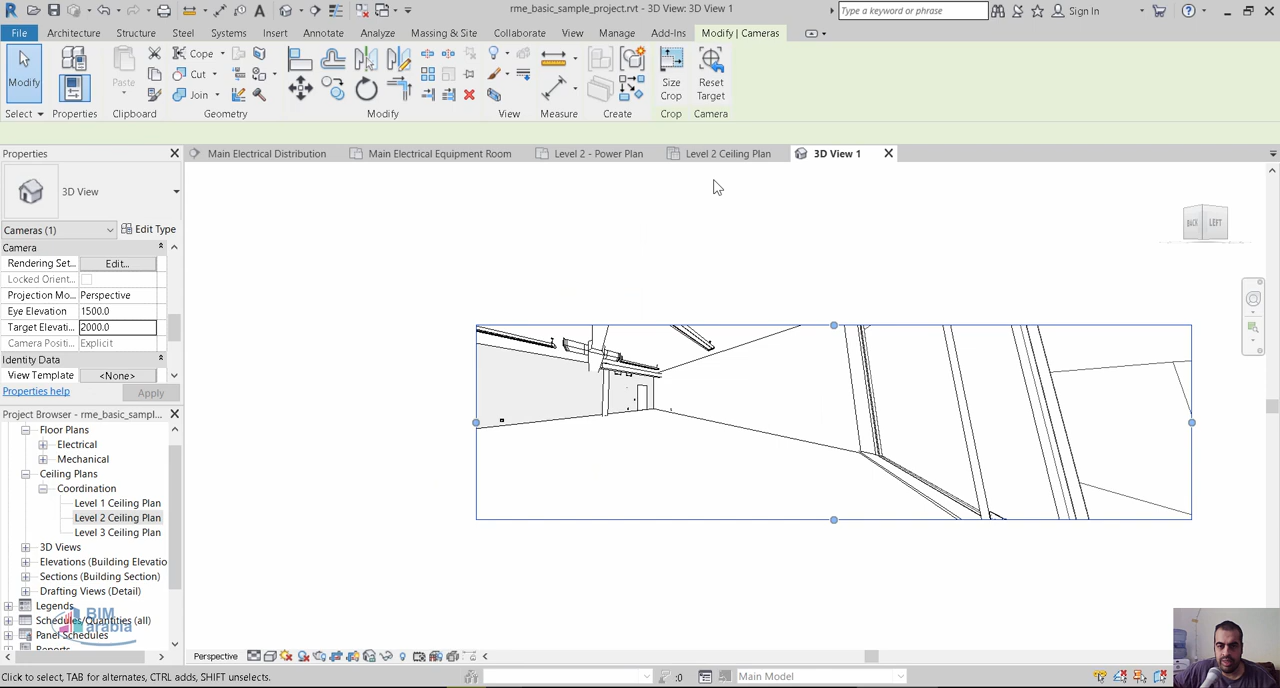 rme_basic_sample_project.rvt - 3D View: 3D View 1
Type a keyword or phrase
Sign In
File
Architecture
Structure
Steel
Systems
Insert
Annotate
Analyze
Massing & Site
Collaborate
View
Manage
Add-Ins
Modify | Cameras
Modify
Paste
Cope
Cut
Join
Size
Crop
Reset
Target
Select
Properties
Clipboard
Geometry
Modify
View
Measure
Create
Crop
Camera
Properties
Main Electrical Distribution
Main Electrical Equipment Room
Level 2 - Power Plan
Level 2 Ceiling Plan
3D View 1
3D View
Cameras (1)
Edit Type
Camera
Rendering Set...
Edit...
Locked Orient...
Projection Mo...
Perspective
Eye Elevation
1500.0
Target Elevati...
2000.0
Camera Positi...
Explicit
Identity Data
View Template
<None>
Properties help
Apply
Project Browser - rme_basic_sampl...
Floor Plans
Electrical
Mechanical
Ceiling Plans
Coordination
Level 1 Ceiling Plan
Level 2 Ceiling Plan
Level 3 Ceiling Plan
3D Views
Elevations (Building Elevatio
Sections (Building Section)
Drafting Views (Detail)
Legends
Schedules/Quantities (all)
Panel Schedules
BIM
arabia
BACK
LEFT
Perspective
Click to select, TAB for alternates, CTRL adds, SHIFT unselects.
:0
Main Model